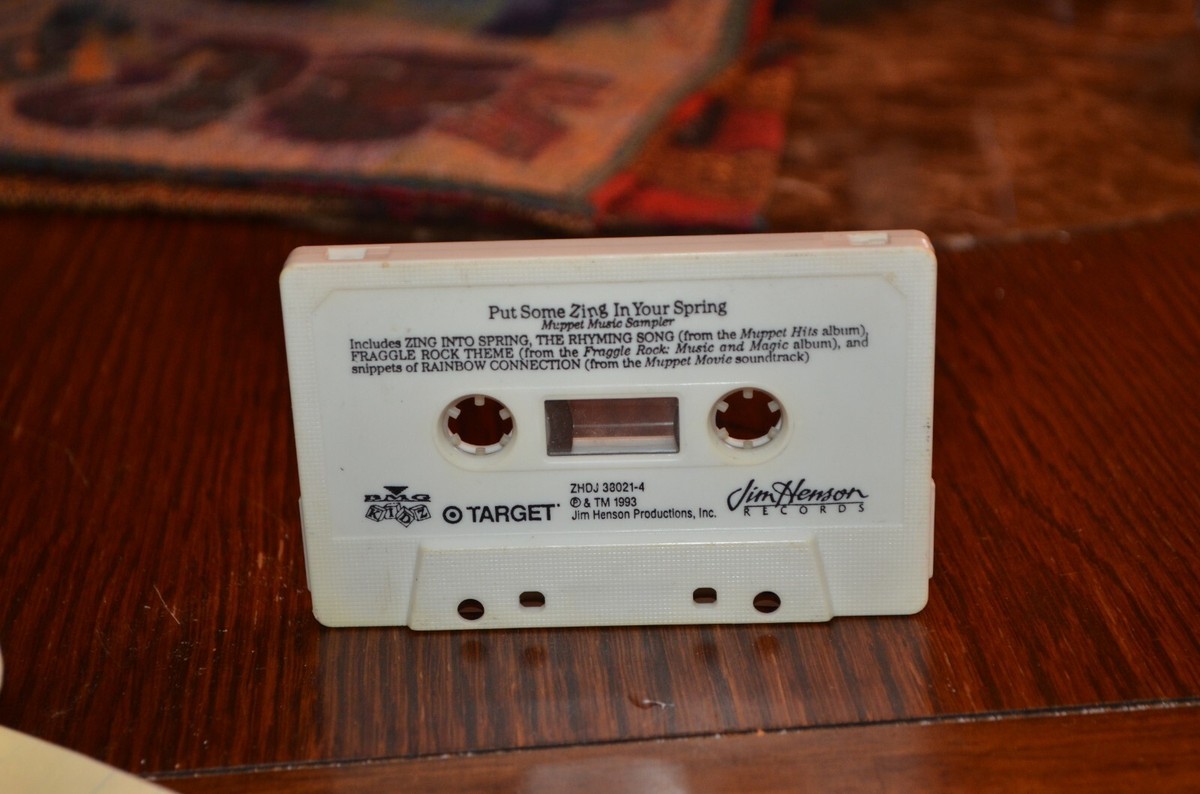 Put Some Zing In Your Spring
Muppet Music Sampler
Includes ZING INTO SPRING, THE RHYMING SONG (from the Muppet Hits album),
FRAGGLE ROCK THEME (from the Fraggle Rock: Music and Magic album), and
snippets of RAINBOW CONNECTION (from the Muppet Movie soundtrack)
BMG
KIDZ
TARGET
ZHDJ 38021-4
℗ & TM 1993
Jim Henson Productions, Inc.
Jim Henson
RECORDS